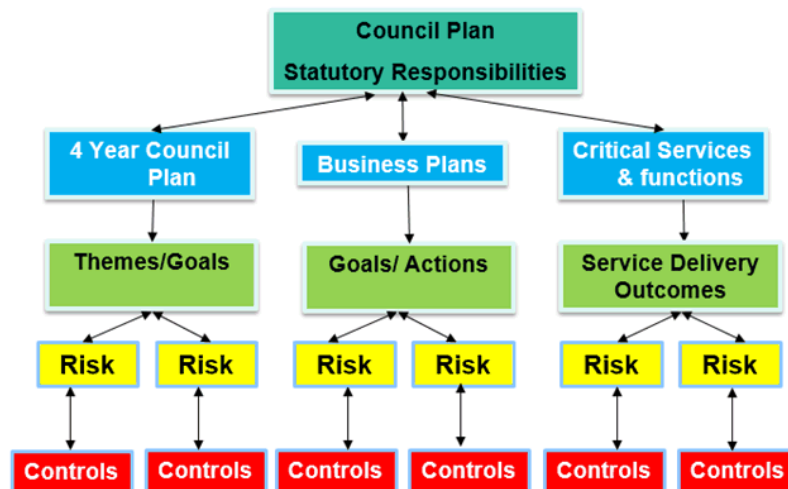 Council Plan
Statutory Responsibilities
4 Year Council
Plan
Business Plans
Critical Services
& functions
Themes/Goals
Goals/ Actions
Service Delivery
Outcomes
Risk
Risk
Risk
Risk
Risk
Risk
Controls
Controls
Controls
Controls
Controls
Controls